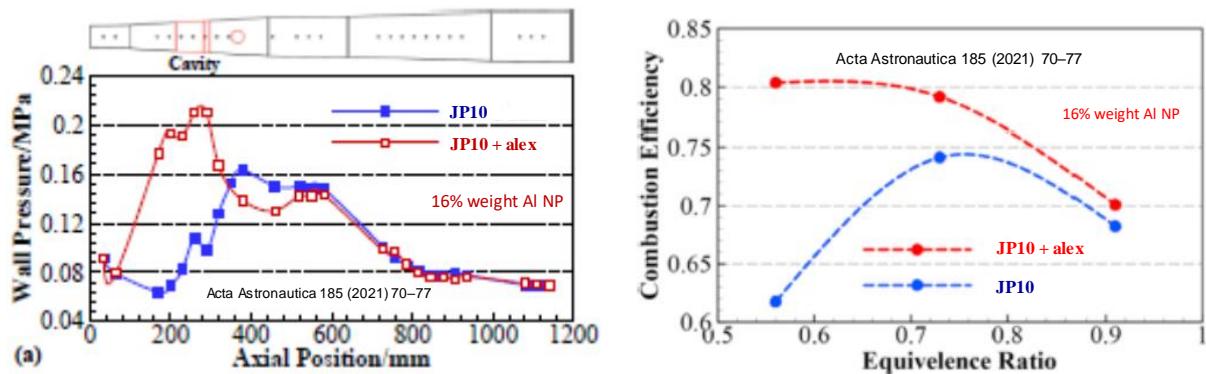 Cavity
0.24
0.2
0.16
0.12
0.08
0.04
Wall Pressure/MPa
JP10
JP10 + alex
16% weight Al NP
Acta Astronautica 185 (2021) 70–77
0 200 400 600 800 1000 1200
(a) Axial Position/mm
0.85
0.8
0.75
0.7
0.65
0.6
Combustion Efficiency
Acta Astronautica 185 (2021) 70–77
16% weight Al NP
JP10 + alex
JP10
0.5 0.6 0.7 0.8 0.9 1
Equivelence Ratio